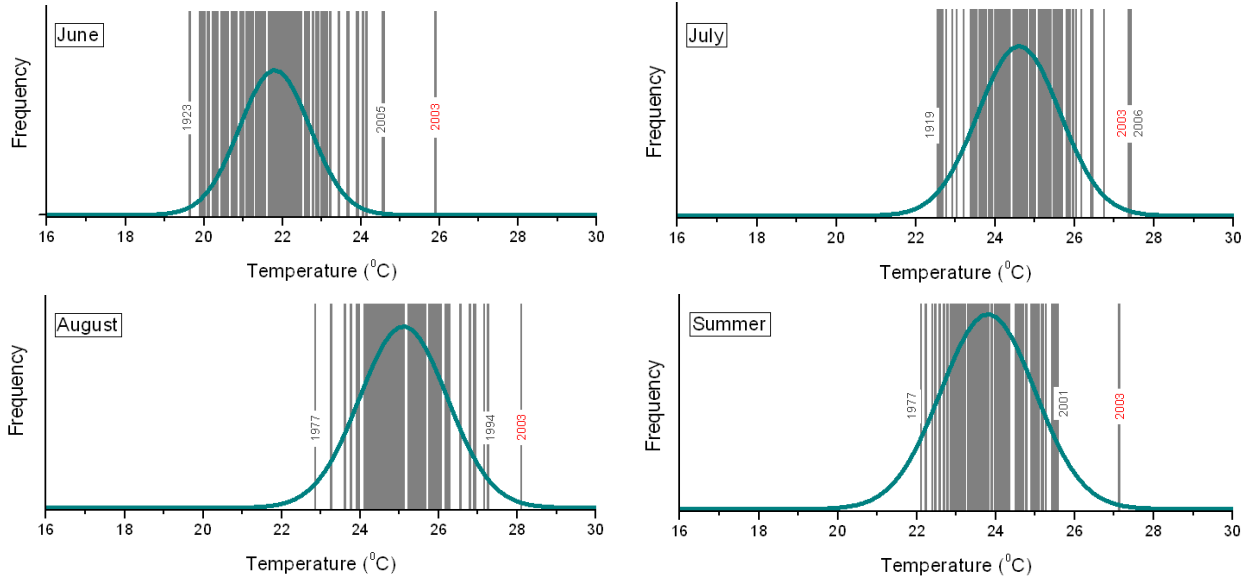 June
Frequency
1923
2005
2003
16 18 20 22 24 26 28 30
Temperature (⁰C)
July
Frequency
1919
2003
2006
16 18 20 22 24 26 28 30
Temperature (⁰C)
August
Frequency
1977
1994
2003
16 18 20 22 24 26 28 30
Temperature (⁰C)
Summer
Frequency
1977
2001
2003
16 18 20 22 24 26 28 30
Temperature (⁰C)